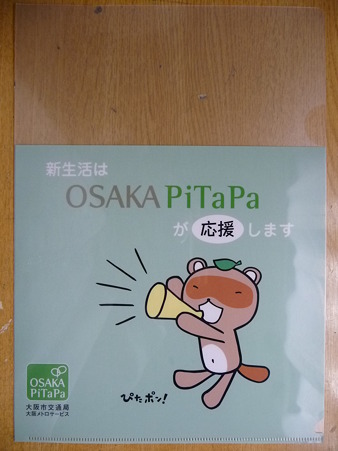 新生活は
OSAKA PiTaPa
が 応援 します
ぴたポン!
OSAKA
PiTaPa
大阪市交通局
大阪メトロサービス